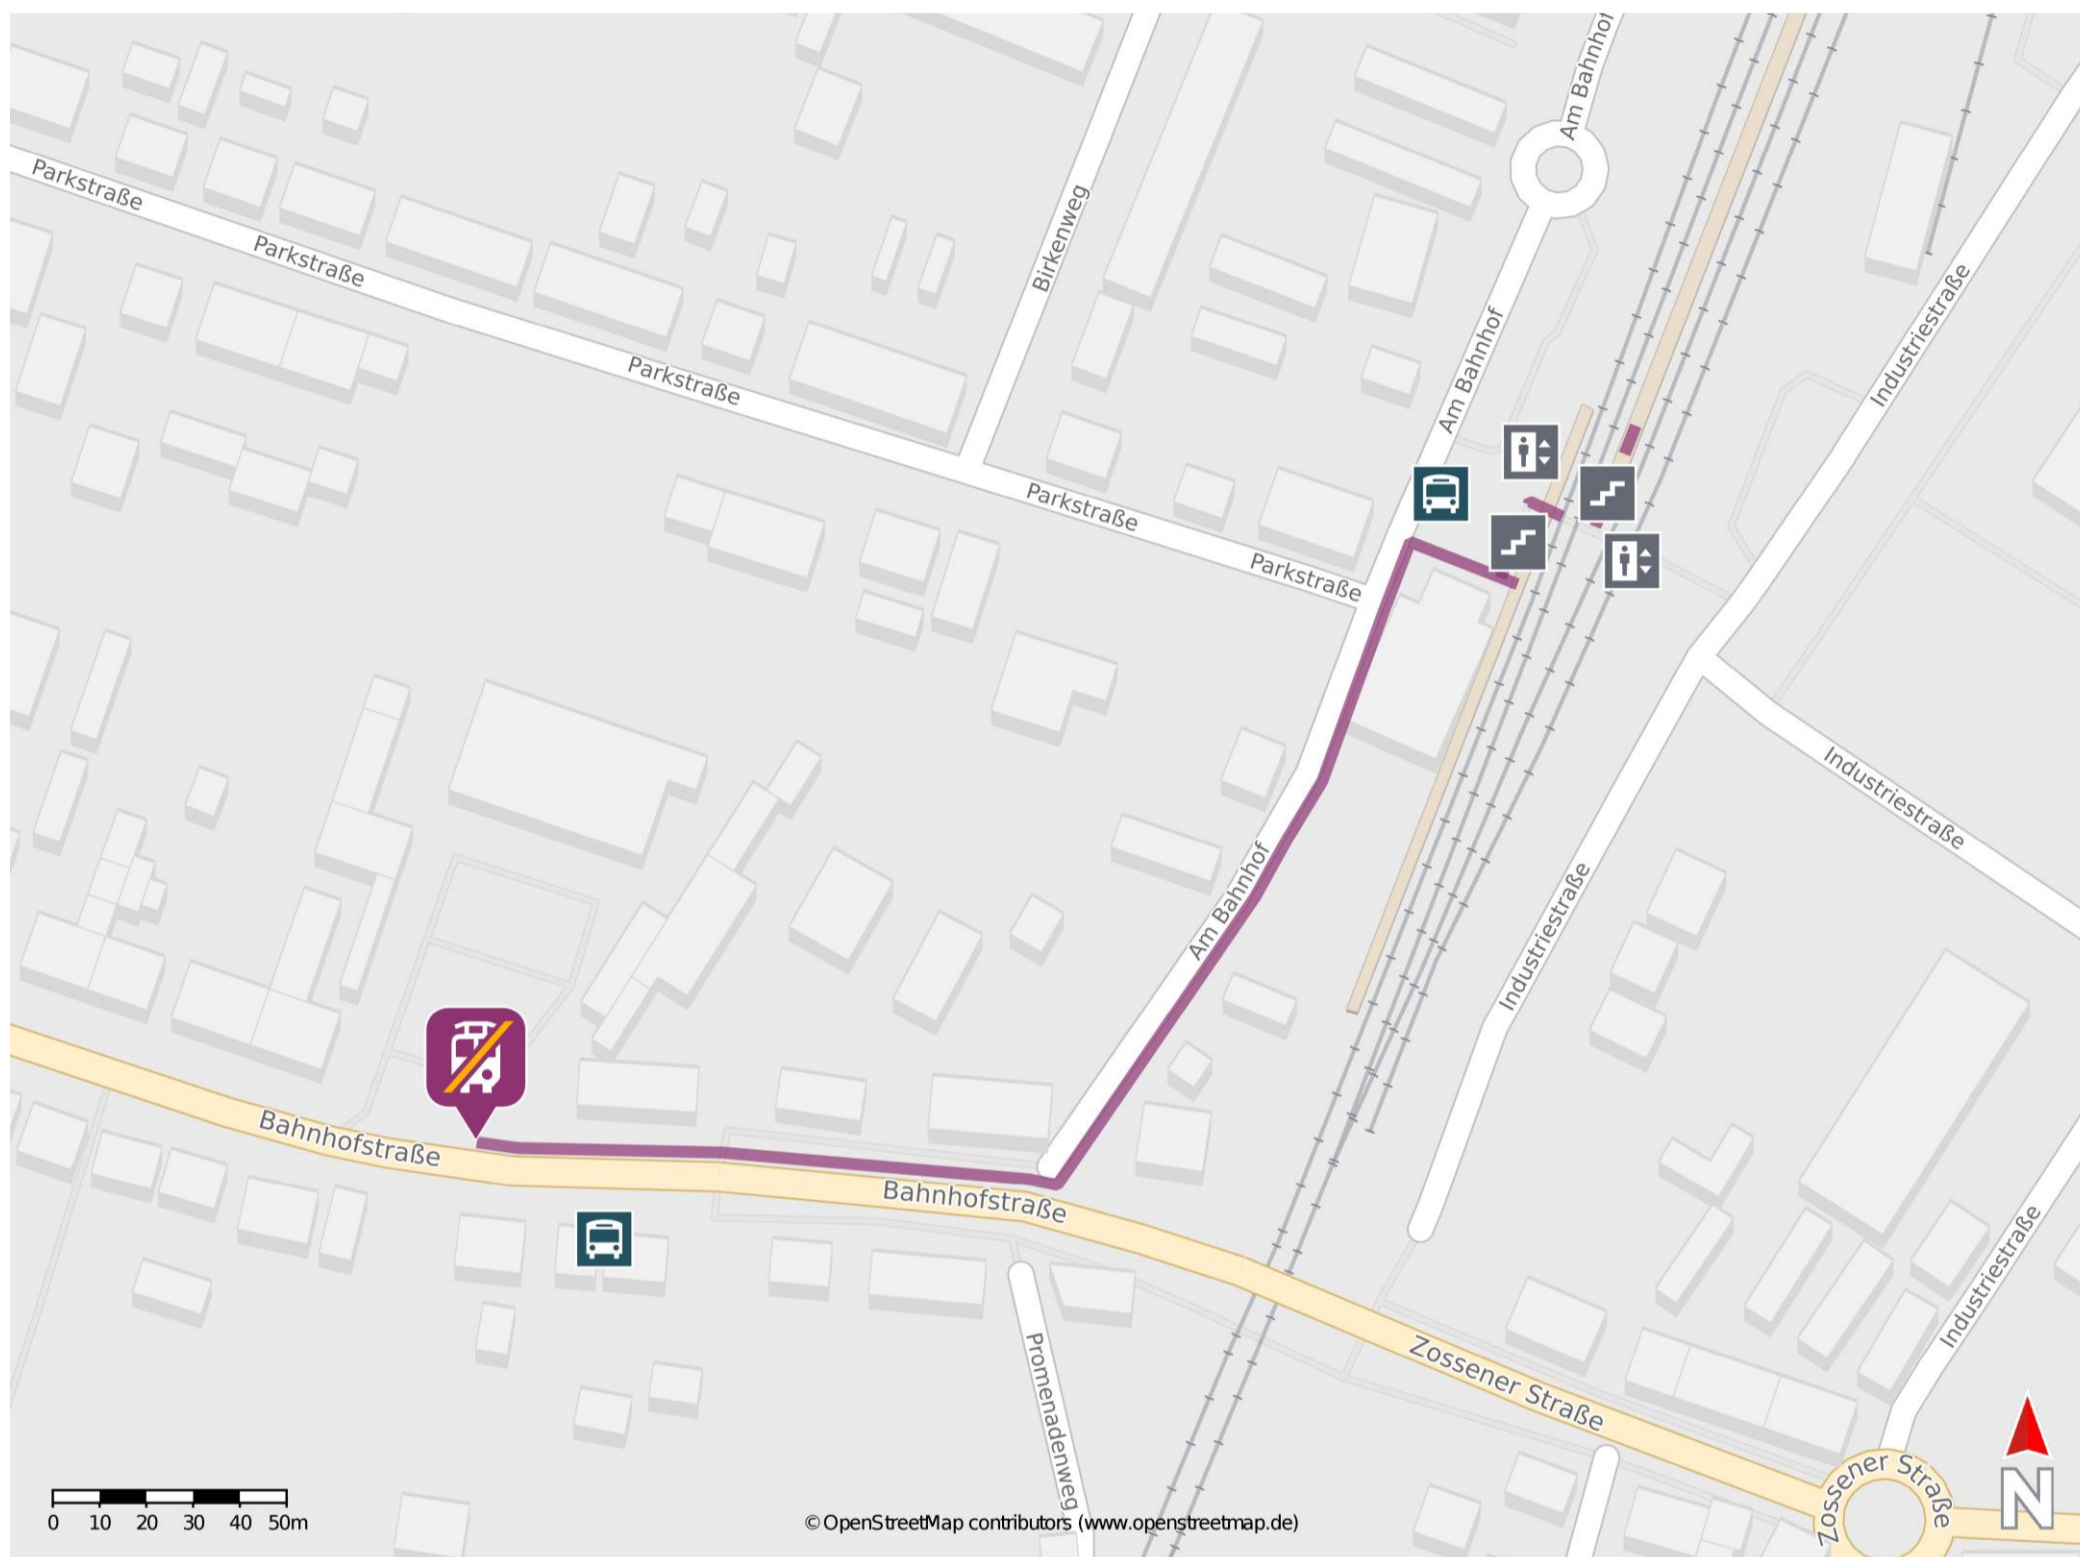 Am Bahnhof
Parkstraße
Parkstraße
Birkenweg
Parkstraße
Am Bahnhof
Industriestraße
Parkstraße
Parkstraße
Industriestraße
Am Bahnhof
Industriestraße
Bahnhofstraße
Bahnhofstraße
Industriestraße
Promenadenweg
Zossener Straße
Zossener Straße
N
0 10 20 30 40 50m
© OpenStreetMap contributors (www.openstreetmap.de)